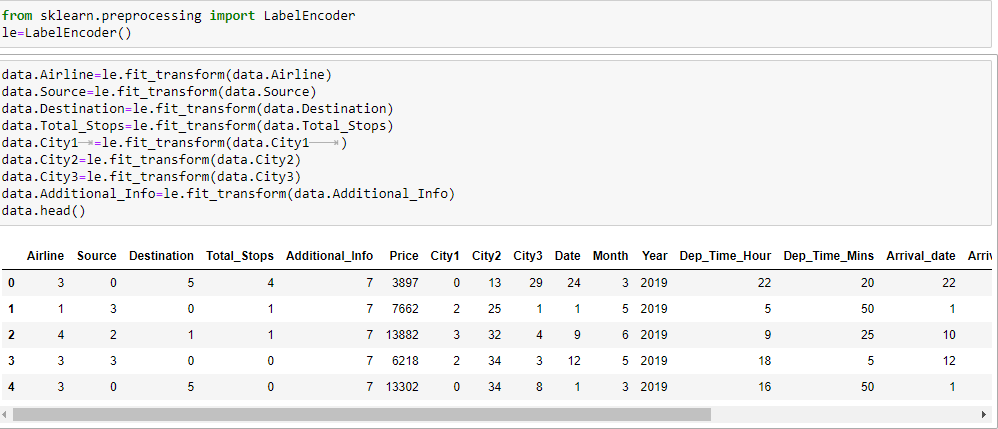 from sklearn.preprocessing import LabelEncoder
le=LabelEncoder()
data.Airline=le.fit_transform(data.Airline)
data.Source=le.fit_transform(data.Source)
data.Destination=le.fit_transform(data.Destination)
data.Total_Stops=le.fit_transform(data.Total_Stops)
data.City1	=le.fit_transform(data.City1	)
data.City2=le.fit_transform(data.City2)
data.City3=le.fit_transform(data.City3)
data.Additional_Info=le.fit_transform(data.Additional_Info)
data.head()
Airline Source Destination Total_Stops Additional_Info Price City1 City2 City3 Date Month Year Dep_Time_Hour Dep_Time_Mins Arrival_date Arriv
0 3 0 5 4 7 3897 0 13 29 24 3 2019 22 20 22
1 1 3 0 1 7 7662 2 25 1 1 5 2019 5 50 1
2 4 2 1 1 7 13882 3 32 4 9 6 2019 9 25 10
3 3 3 0 0 7 6218 2 34 3 12 5 2019 18 5 12
4 3 0 5 0 7 13302 0 34 8 1 3 2019 16 50 1